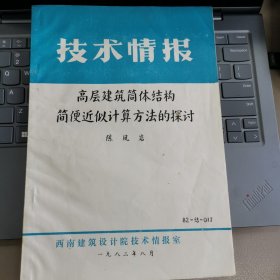 技术情报
高层建筑筒体结构
简便近似计算方法的探讨
陈岚
西南建筑设计院技术情报室
一九八二年八月